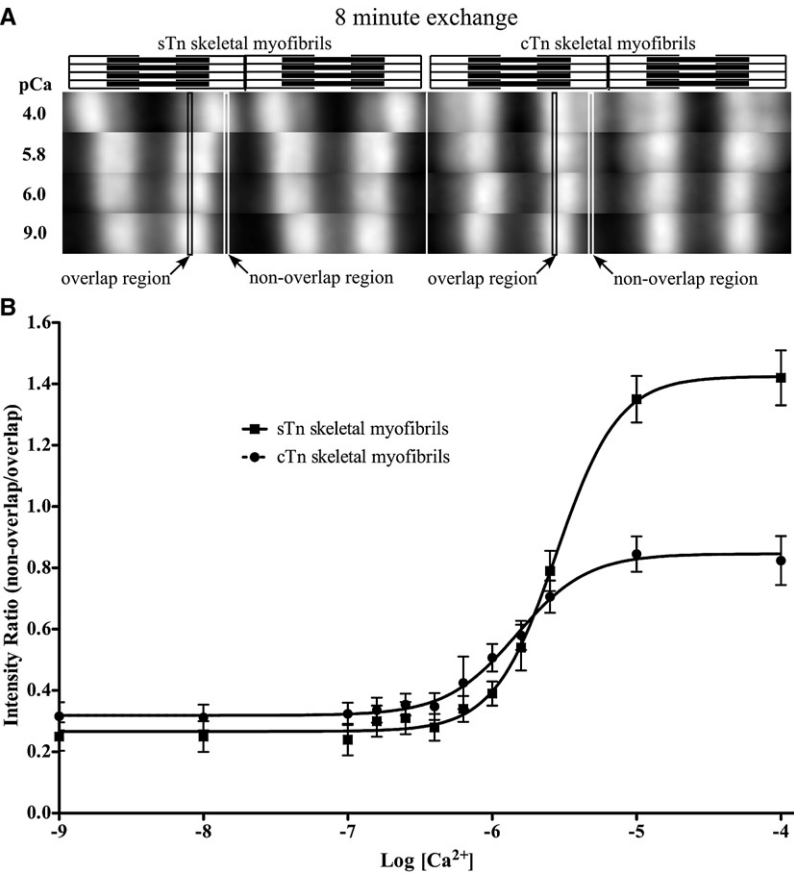 A
8 minute exchange
sTn skeletal myofibrils
cTn skeletal myofibrils
pCa
4.0
5.8
6.0
9.0
overlap region
non-overlap region
overlap region
non-overlap region
B
Intensity Ratio (non-overlap/overlap)
1.6
1.4
1.2
1.0
0.8
0.6
0.4
0.2
0.0
sTn skeletal myofibrils
cTn skeletal myofibrils
-9
-8
-7
-6
-5
-4
Log [Ca²⁺]